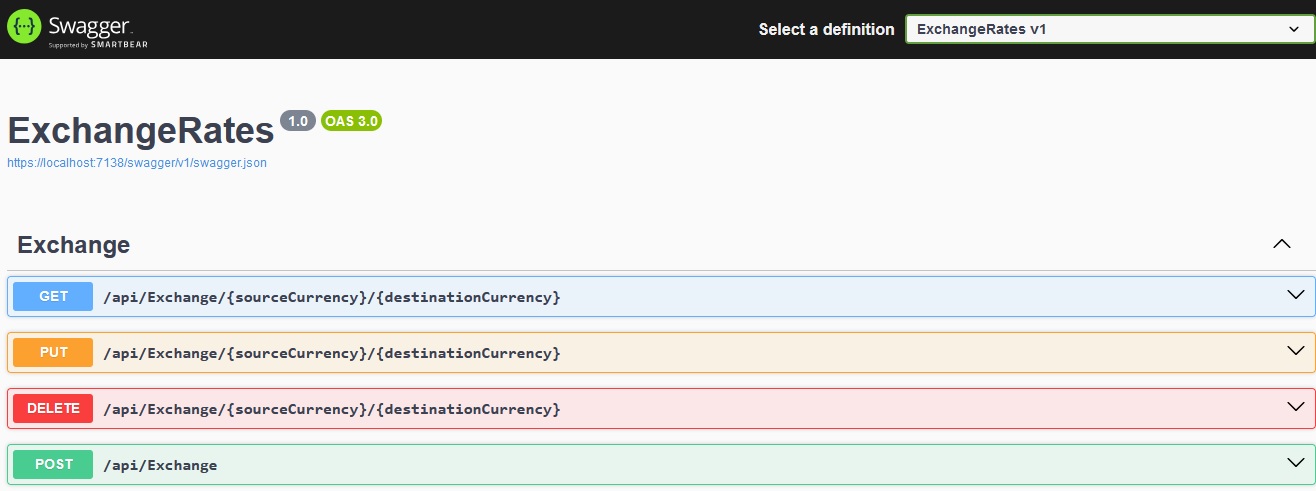 {···} Swagger
Supported by SMARTBEAR
Select a definition
ExchangeRates v1
ExchangeRates 1.0 OAS 3.0
https://localhost:7138/swagger/v1/swagger.json
Exchange
GET /api/Exchange/{sourceCurrency}/{destinationCurrency}
PUT /api/Exchange/{sourceCurrency}/{destinationCurrency}
DELETE /api/Exchange/{sourceCurrency}/{destinationCurrency}
POST /api/Exchange